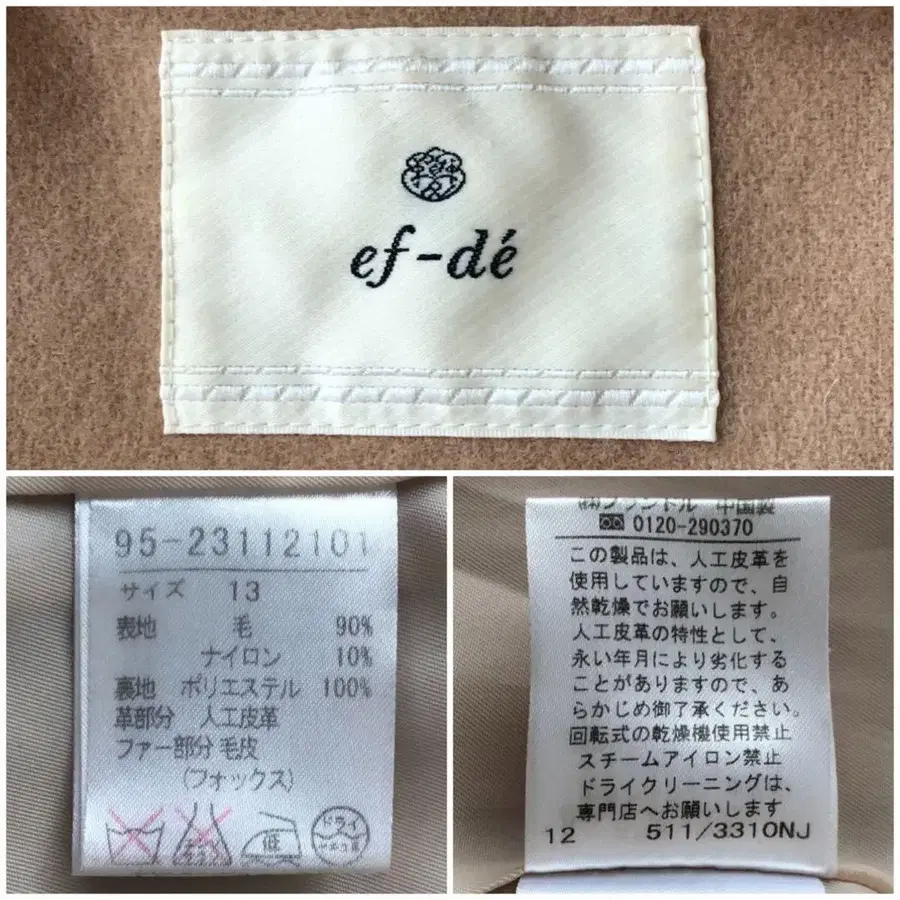 ef-dé
95-23112101
サイズ 13
表地 毛 90%
ナイロン 10%
裏地 ポリエステル 100%
革部分 人工皮革
ファー部分 毛皮
(フォックス)
低
ドライ
中国製
0120-290370
この製品は、人工皮革を
使用していますので、自
然乾燥でお願いします。
人工皮革の特性として、
永い年月により劣化する
ことがありますので、あ
らかじめ御了承ください。
回転式の乾燥機使用禁止
スチームアイロン禁止
ドライクリーニングは、
専門店へお願いします
12 511/3310NJ